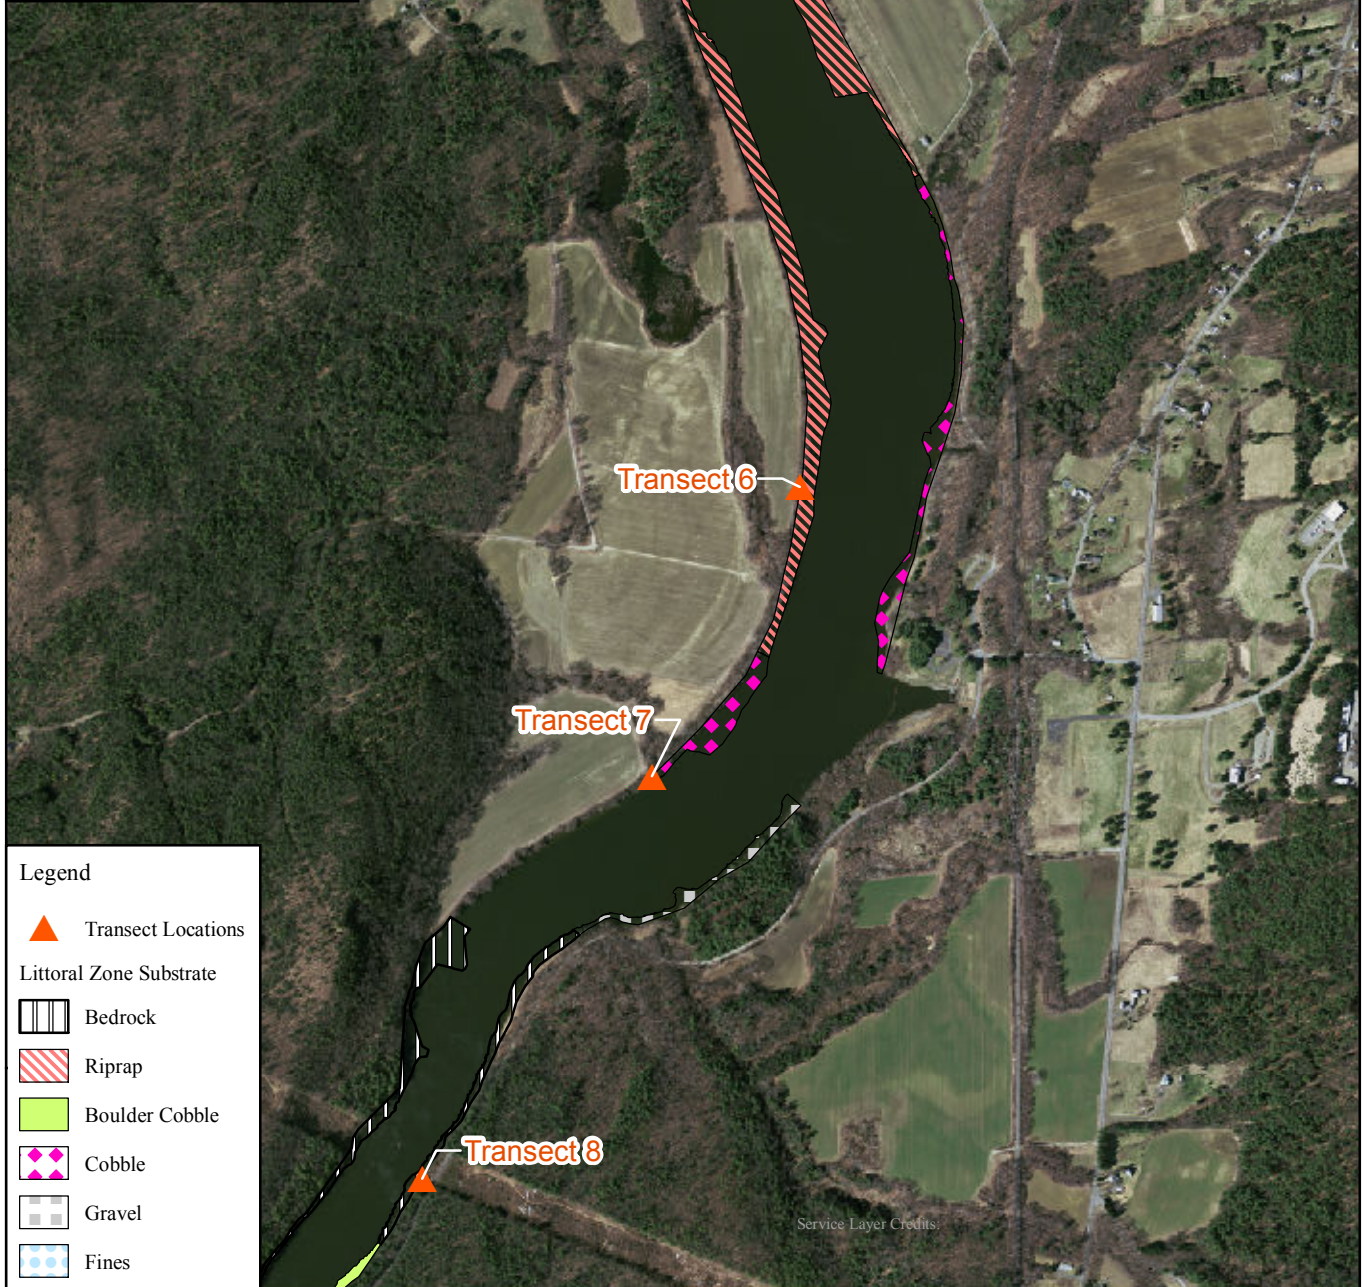 Transect 6
Transect 7
Legend
Transect Locations
Littoral Zone Substrate
Bedrock
Riprap
Boulder Cobble
Cobble
Gravel
Fines
Transect 8
Service Layer Credits: